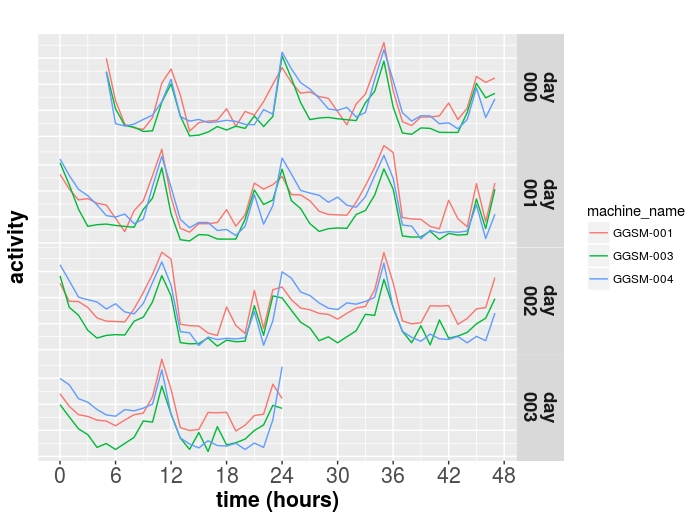 day
000
day
001
day
002
day
003
activity
machine_name
GGSM-001
GGSM-003
GGSM-004
0 6 12 18 24 30 36 42 48
time (hours)